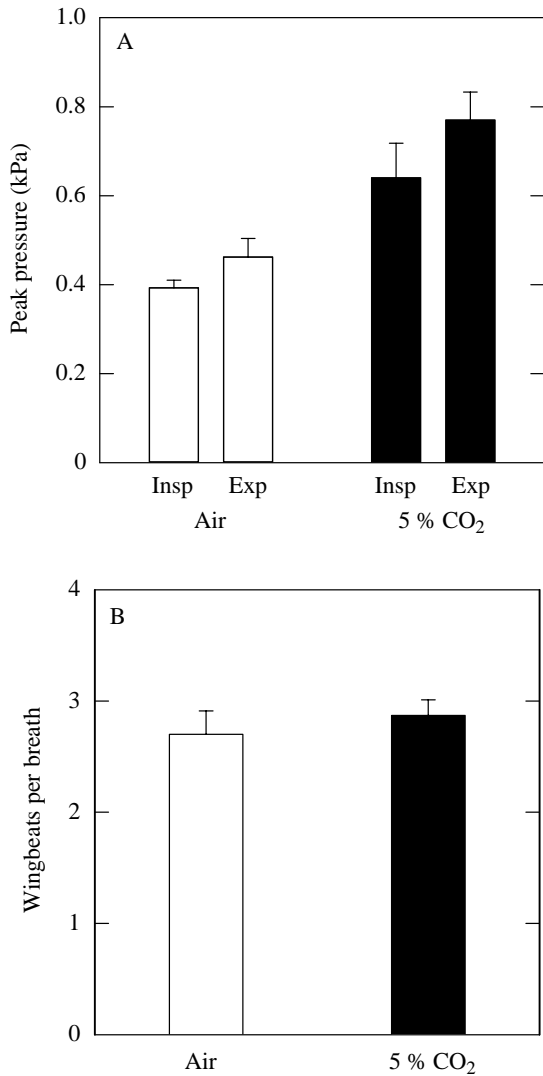 A
Peak pressure (kPa)
1.0
0.8
0.6
0.4
0.2
0
Insp Exp Insp Exp
Air 5 % CO2
B
Wingbeats per breath
4
3
2
1
0
Air 5 % CO2